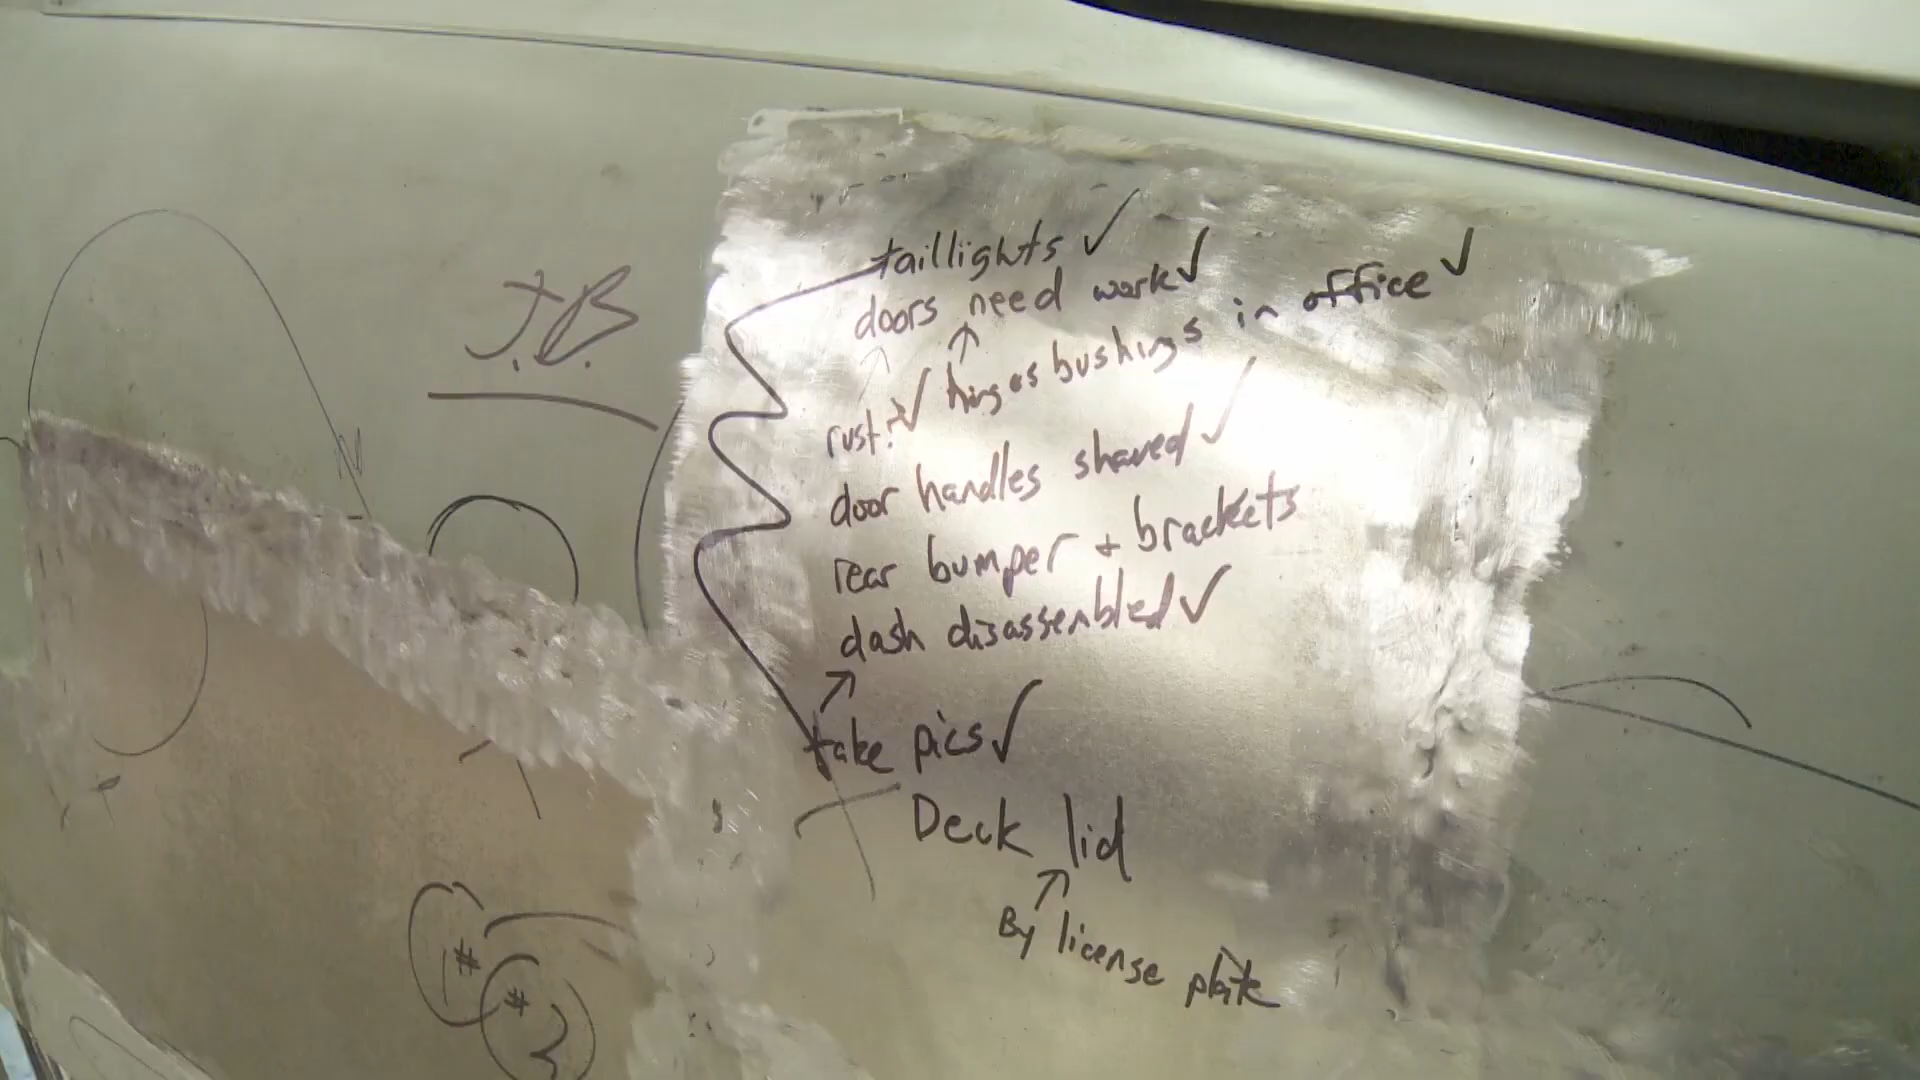 J.B.
taillights ✓
doors need work ✓
hinges bushings in office ✓
rust? ✓
door handles shaved ✓
rear bumper + brackets
dash disassembled ✓
take pics ✓
Deck lid
By license plate
#1
#2